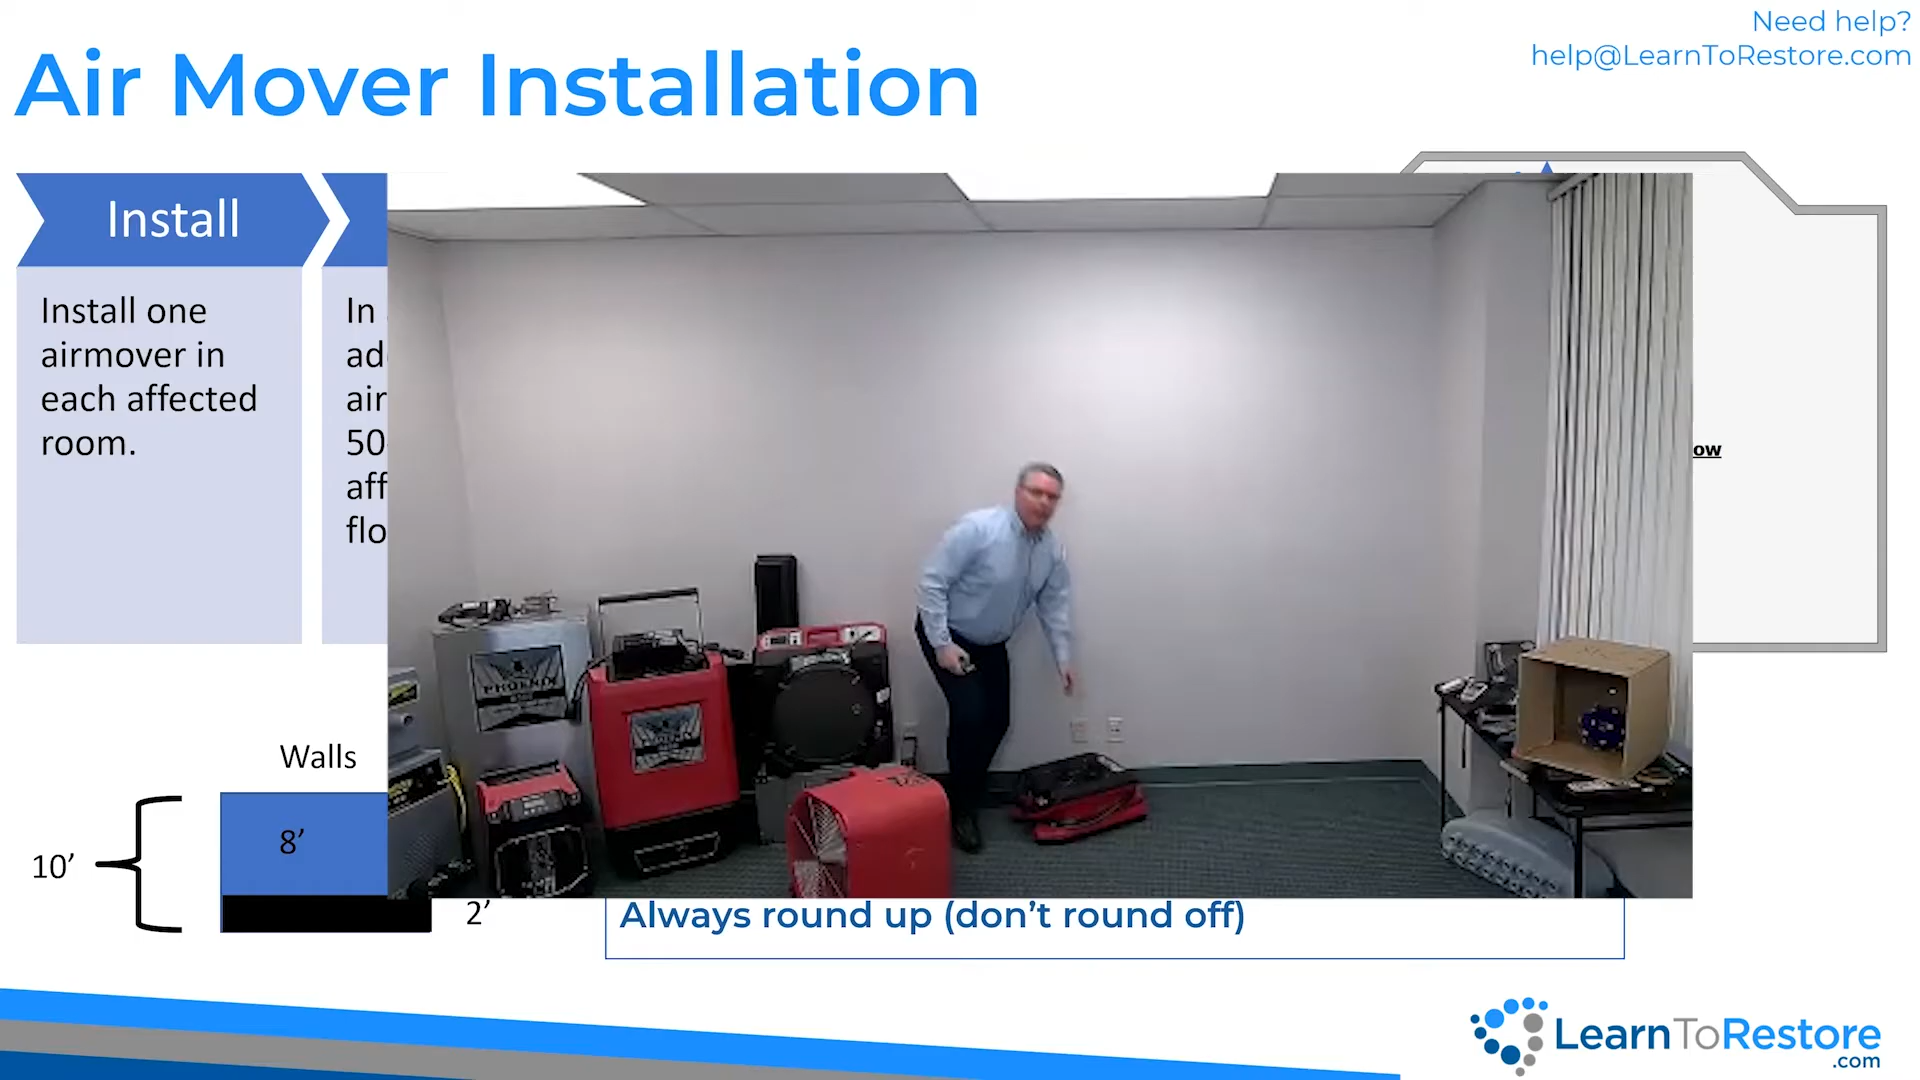 Need help?
help@LearnToRestore.com
Air Mover Installation
Install
Install one
airmover in
each affected
room.
In
air
50
aff
flo
ow
Walls
8’
10’
2’
Always round up (don’t round off)
PHOENIX
LearnToRestore
.com